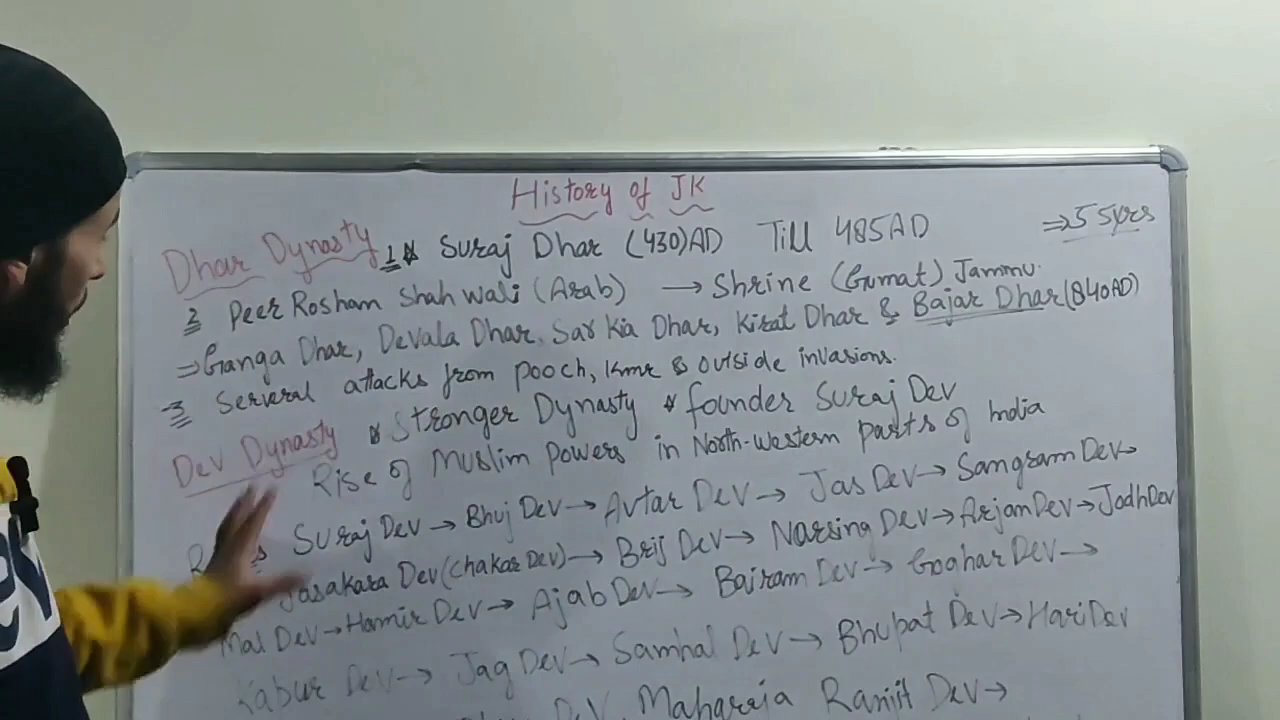 History of JK
Dhar Dynasty 1 Suraj Dhar (430)AD Till 485AD ⇒55yrs
2 Peer Rosham Shah Wali (Arab) → Shrine (Gumat) Jammu.
⇒Ganga Dhar, Devala Dhar, Sarkia Dhar, Kirat Dhar & Bajar Dhar(840AD)
3 Serveral attacks from pooch, kmr & outside invasions.
Dev Dynasty Stronger Dynasty founder Suraj Dev
Rise of Muslim Powers in North-Western parts of India
Suraj Dev → Bhuj Dev → Avtar Dev → Jas Dev → Sangram Dev→
Jasakara Dev (Chakar Dev) → Brij Dev → Narsing Dev → Arjan Dev → Jodh Dev
Mal Dev → Hamir Dev → Ajab Dev → Bairam Dev → Goghar Dev →
Kabur Dev → Jag Dev → Samhal Dev → Bhupat Dev → Hari Dev
Dev, Maharaja Ranjit Dev→